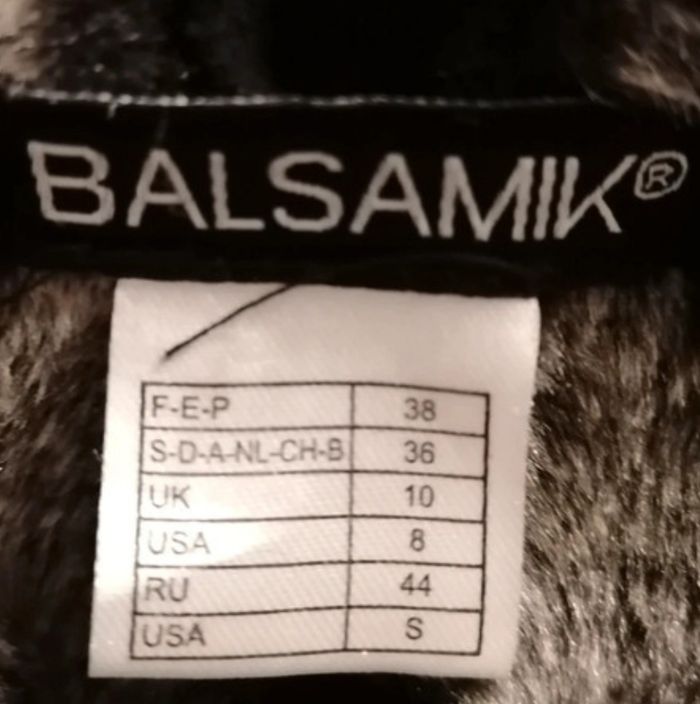 BALSAMIK®
F-E-P 38
S-D-A-NL-CH-B 36
UK 10
USA 8
RU 44
USA S